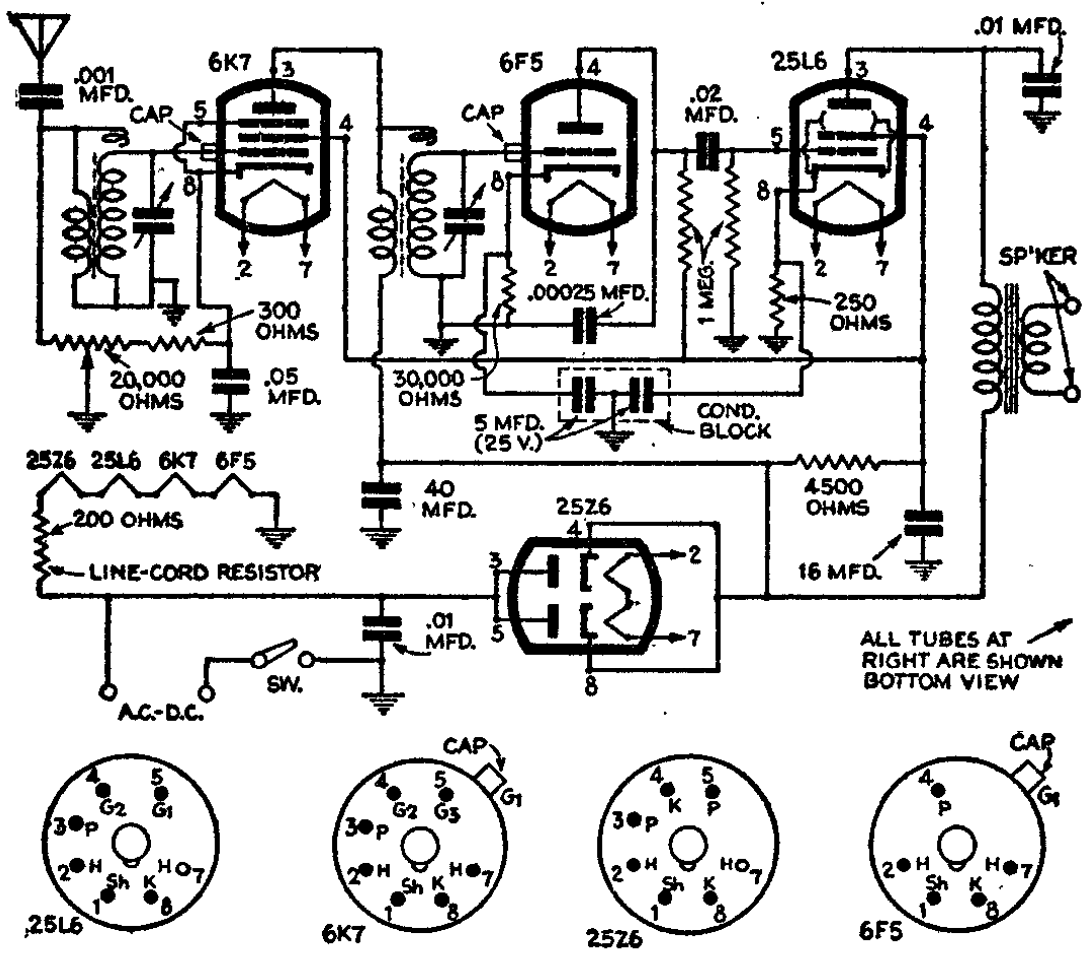 .001
MFD.
6K7
3
CAP
5
4
8
2
7
300
OHMS
20,000
OHMS
.05
MFD.
6F5
4
CAP
8
2
7
.00025 MFD.
30,000
OHMS
.02
MFD.
1 MEG.
25L6
3
5
4
8
2
7
250
OHMS
.01 MFD.
SP'KER
5 MFD.
(25 V.)
COND.
BLOCK
25Z6 25L6 6K7 6F5
200 OHMS
LINE-CORD RESISTOR
40
MFD.
25Z6
4
3
2
5
7
8
4500
OHMS
16 MFD.
.01
MFD.
SW.
A.C.-D.C.
ALL TUBES AT
RIGHT ARE SHOWN
BOTTOM VIEW
4 5
G2 G1
3 P
2 H H 7
Sh K
1 8
25L6
CAP
4 5 G1
G2 G3
3 P
2 H H 7
Sh K
1 8
6K7
4 5
K P
3 P
2 H H 7
Sh K
1 8
25Z6
CAP
4 G1
P
2 H H 7
Sh K
1 8
6F5